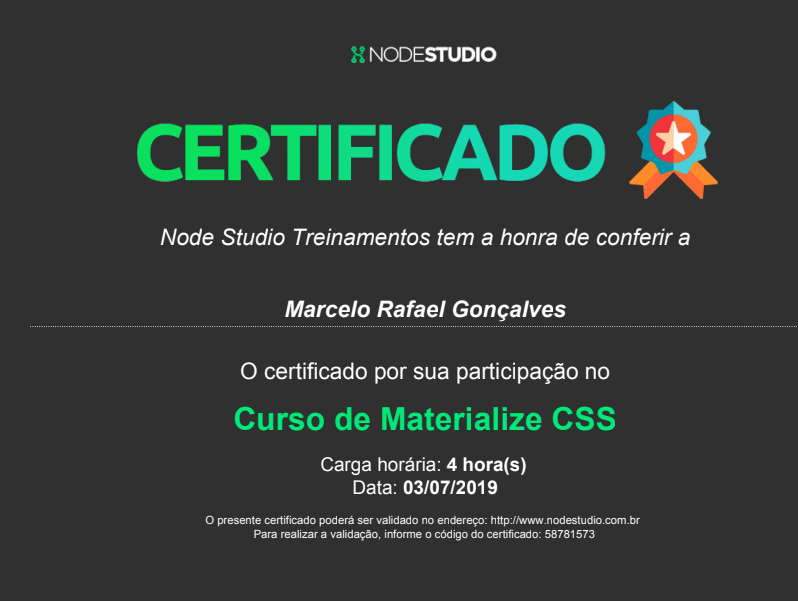 NODESTUDIO
CERTIFICADO
Node Studio Treinamentos tem a honra de conferir a
Marcelo Rafael Gonçalves
O certificado por sua participação no
Curso de Materialize CSS
Carga horária: 4 hora(s)
Data: 03/07/2019
O presente certificado poderá ser validado no endereço: http://www.nodestudio.com.br
Para realizar a validação, informe o código do certificado: 58781573